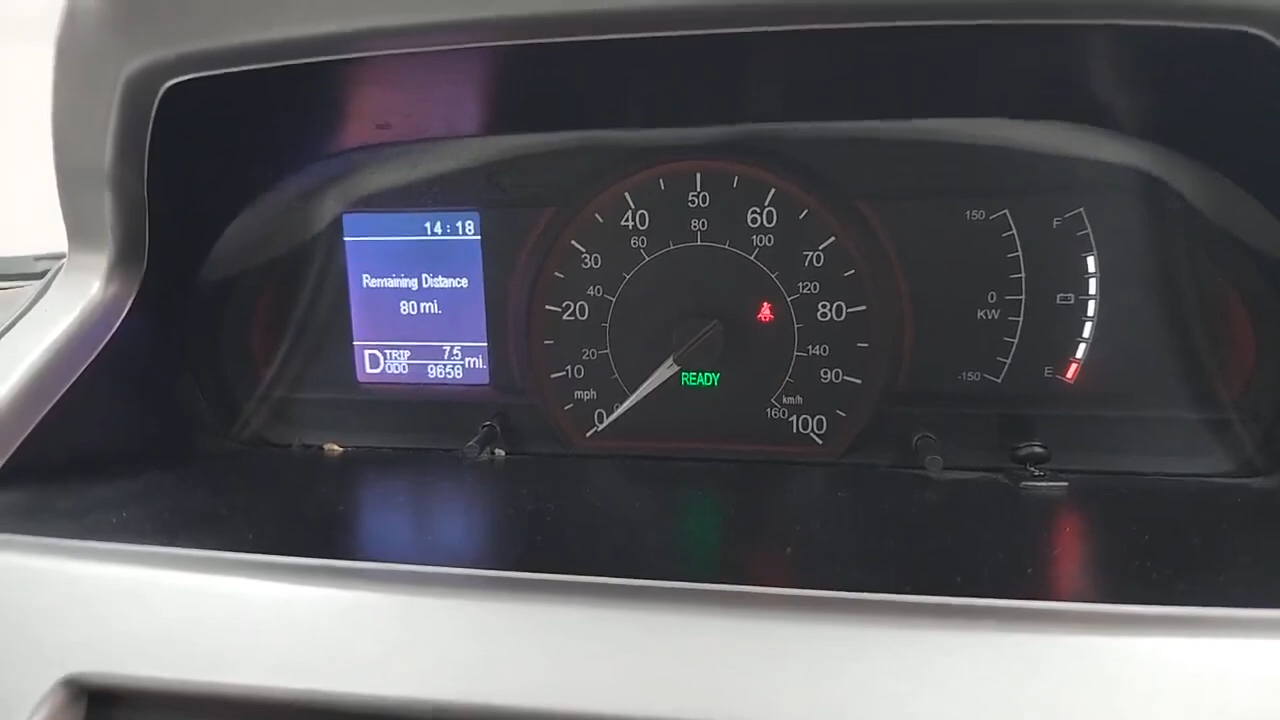 14:18
Remaining Distance
80 mi.
D TRIP 7.5 mi.
ODO 9658
0 10 20 30 40 50 60 70 80 90 100
mph
20 40 60 80 100 120 140 160
km/h
READY
150
0
KW
-150
F
E